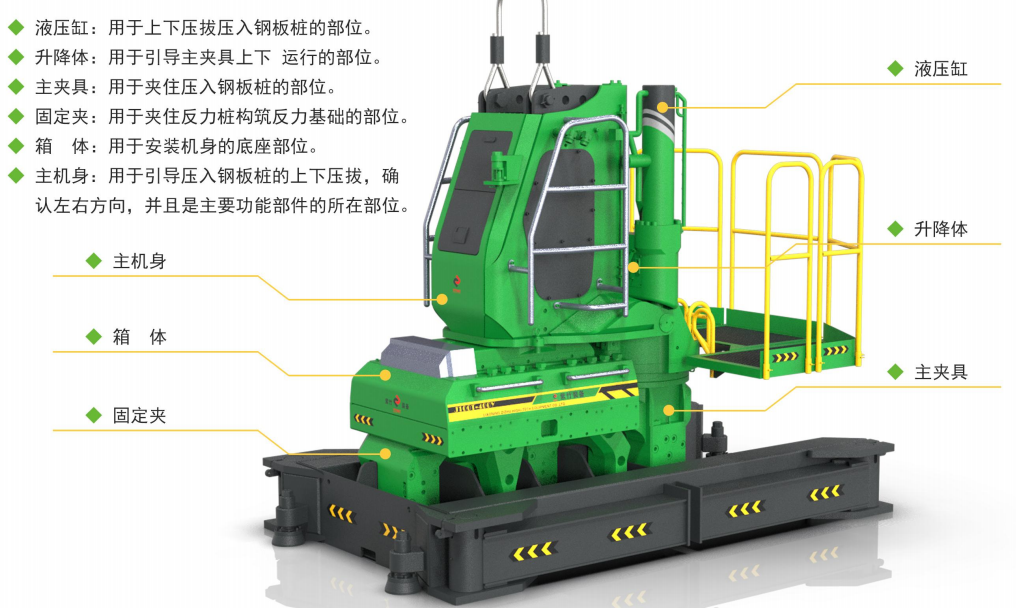 液压缸：用于上下压拔压入钢板桩的部位。
升降体：用于引导主夹具上下 运行的部位。
主夹具：用于夹住压入钢板桩的部位。
固定夹：用于夹住反力桩构筑反力基础的部位。
箱　体：用于安装机身的底座部位。
主机身：用于引导压入钢板桩的上下压拔，确
认左右方向，并且是主要功能部件的所在部位。
液压缸
升降体
主机身
箱　体
主夹具
固定夹